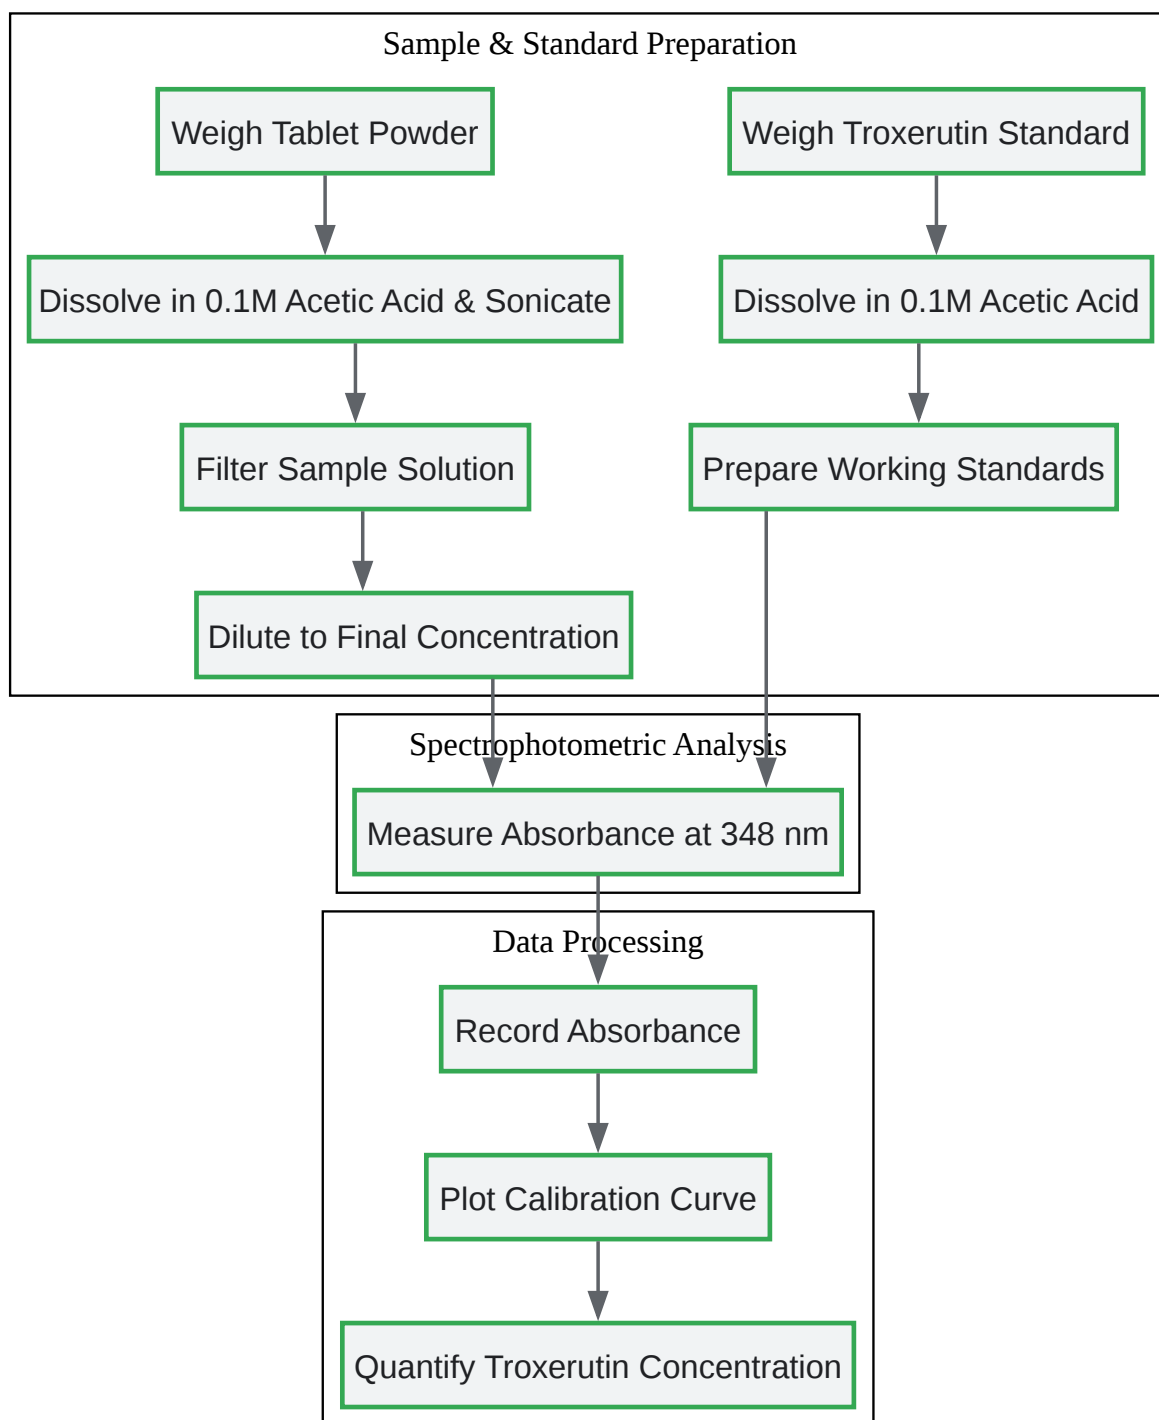 Sample & Standard Preparation
Weigh Tablet Powder
Weigh Troxerutin Standard
Dissolve in 0.1M Acetic Acid & Sonicate
Dissolve in 0.1M Acetic Acid
Filter Sample Solution
Prepare Working Standards
Dilute to Final Concentration
Spectrophotometric Analysis
Measure Absorbance at 348 nm
Data Processing
Record Absorbance
Plot Calibration Curve
Quantify Troxerutin Concentration